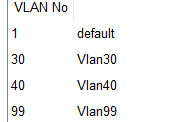 VLAN No
1 default
30 Vlan30
40 Vlan40
99 Vlan99